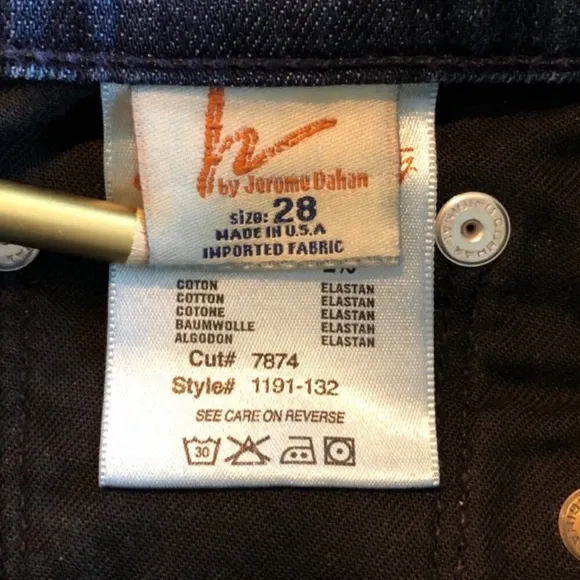 by Jerome Dahan
size: 28
MADE IN U.S.A
IMPORTED FABRIC
COTON ELASTAN
COTTON ELASTAN
COTONE ELASTAN
BAUMWOLLE ELASTAN
ALGODON ELASTAN
Cut# 7874
Style# 1191-132
SEE CARE ON REVERSE
30